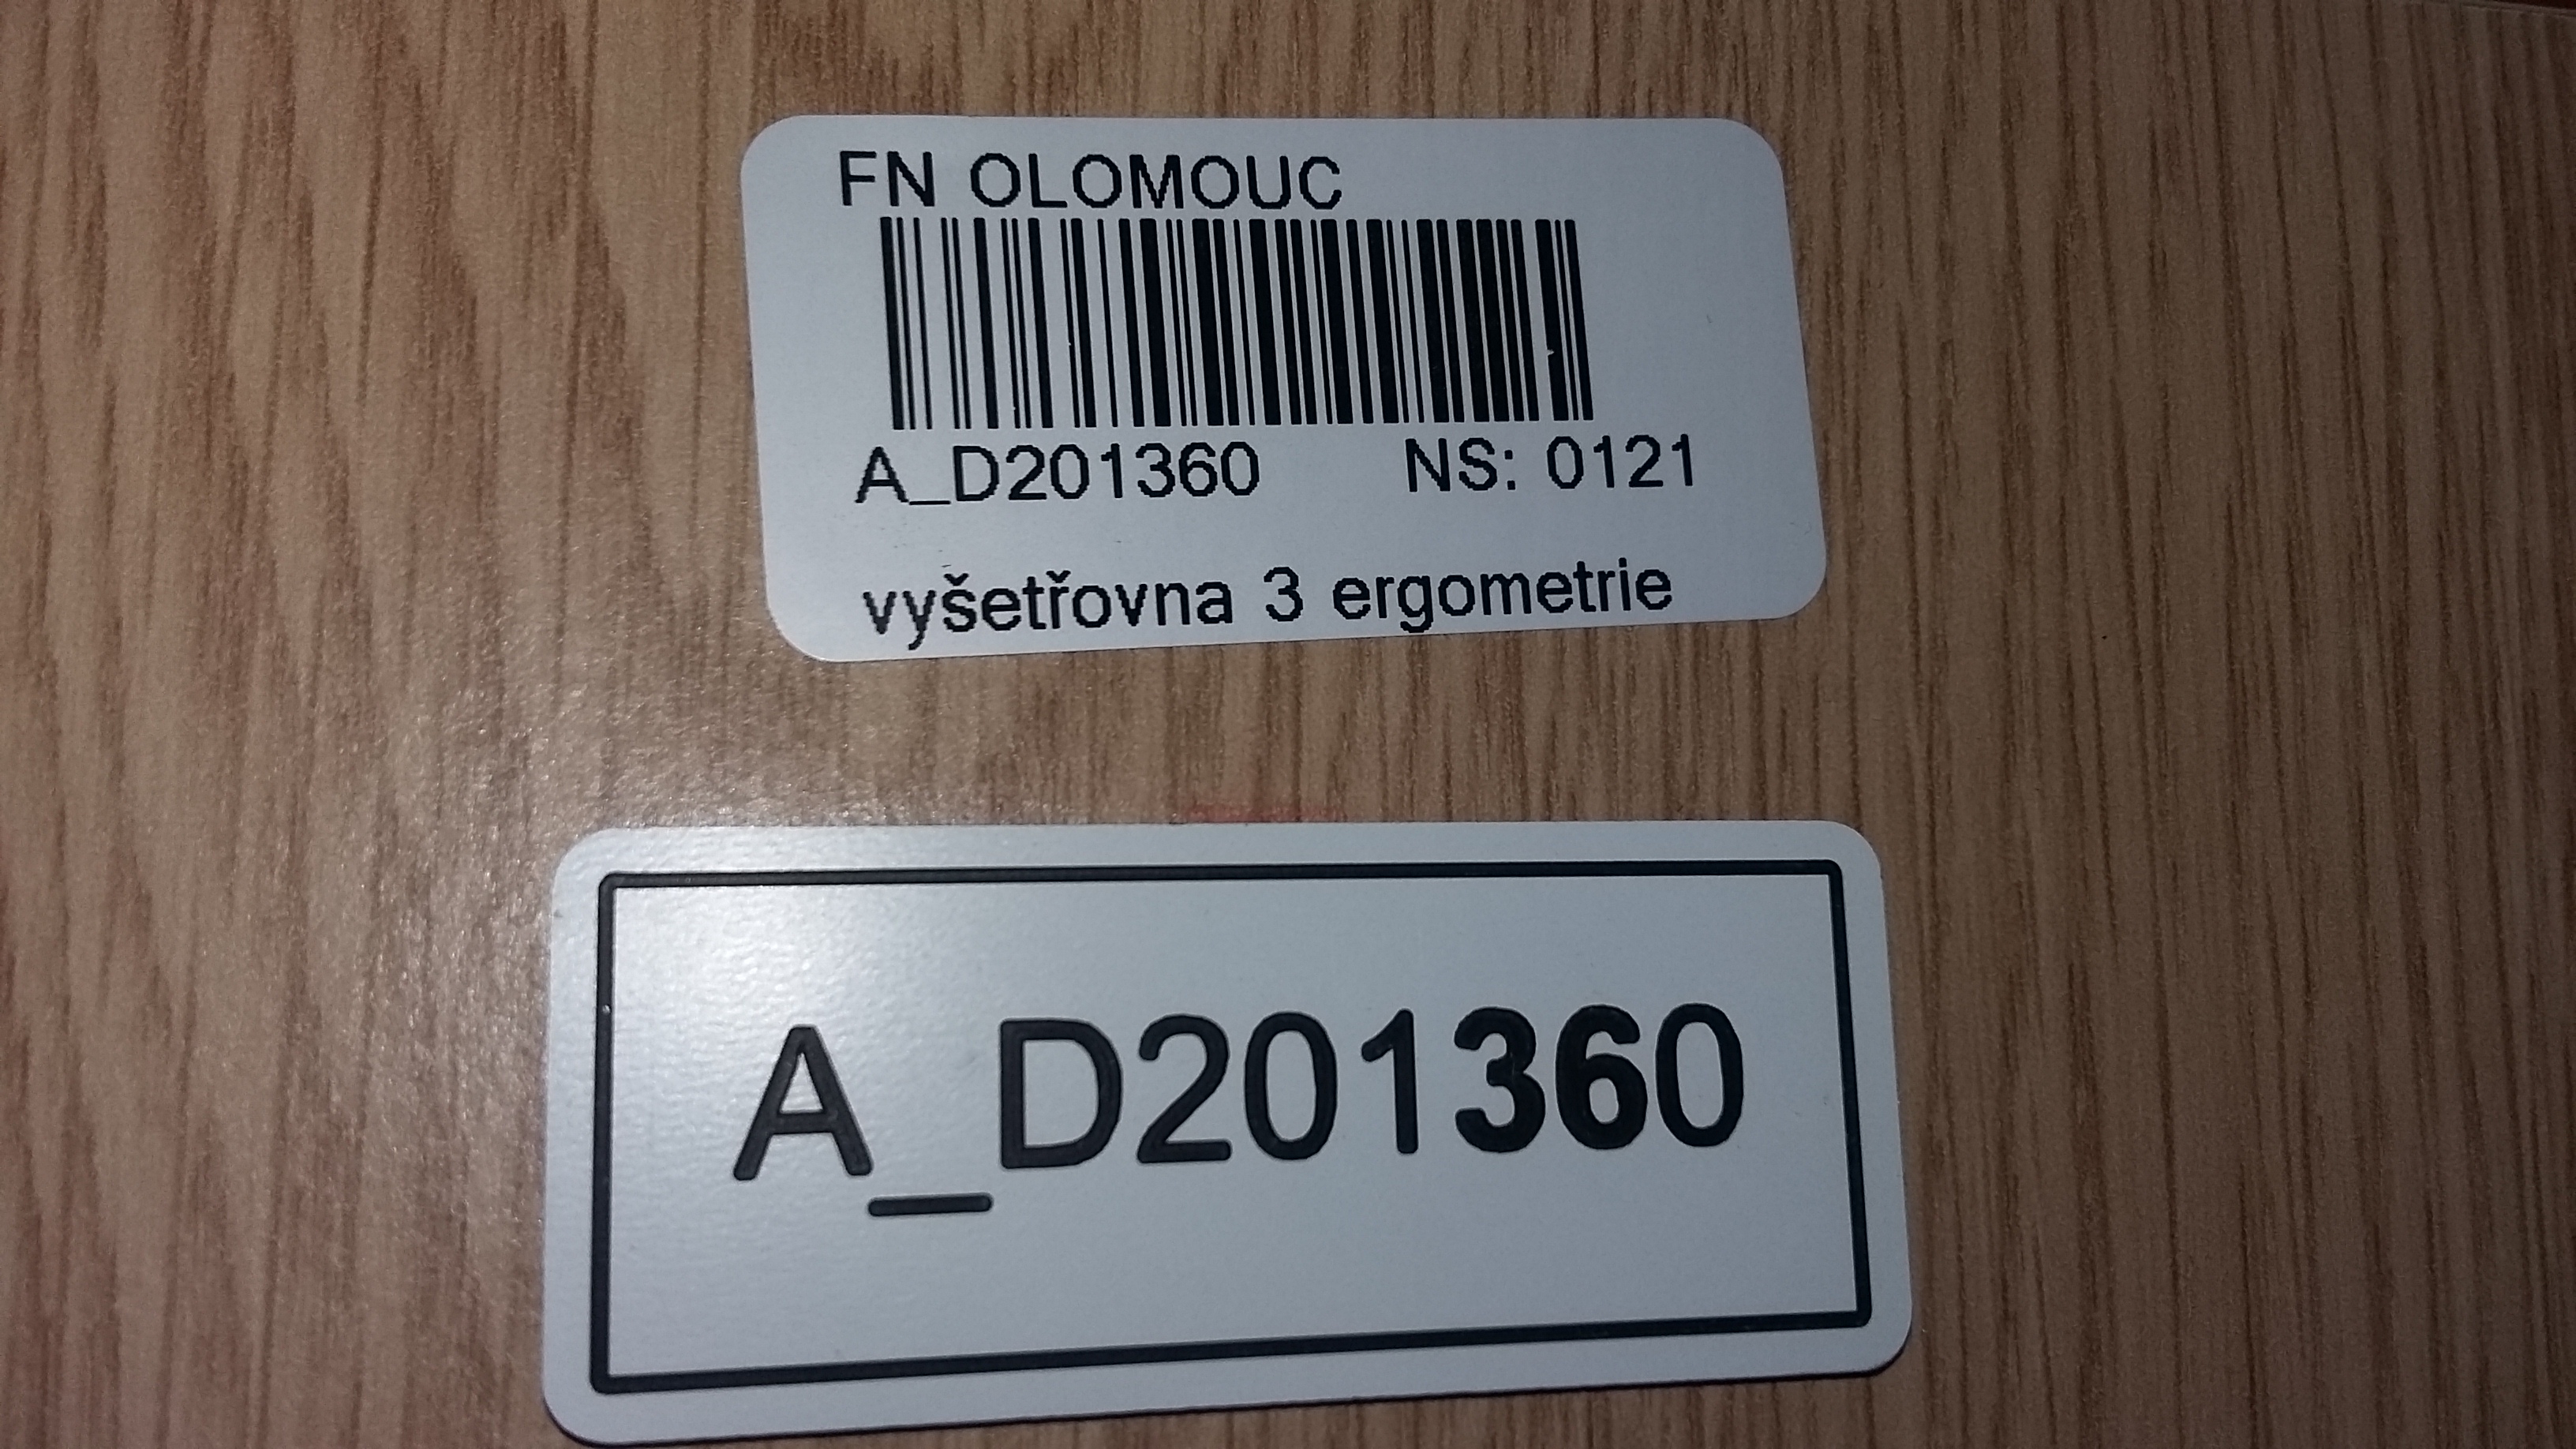 FN OLOMOUC
A_D201360 NS: 0121
vyšetřovna 3 ergometrie
A_D201360